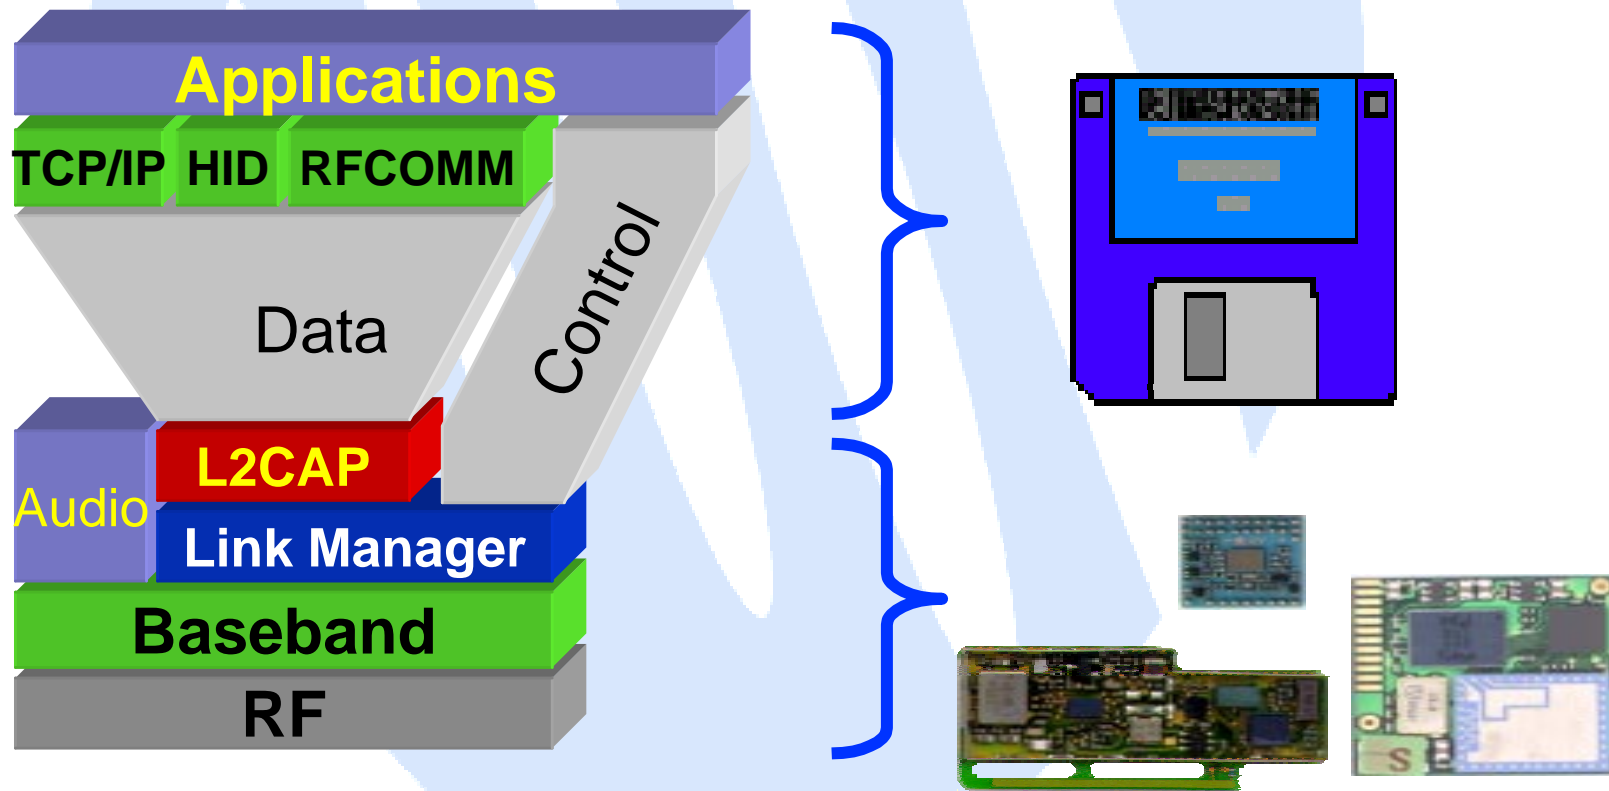 Applications
TCP/IP HID RFCOMM
Data
Control
L2CAP
Audio
Link Manager
Baseband
RF
S